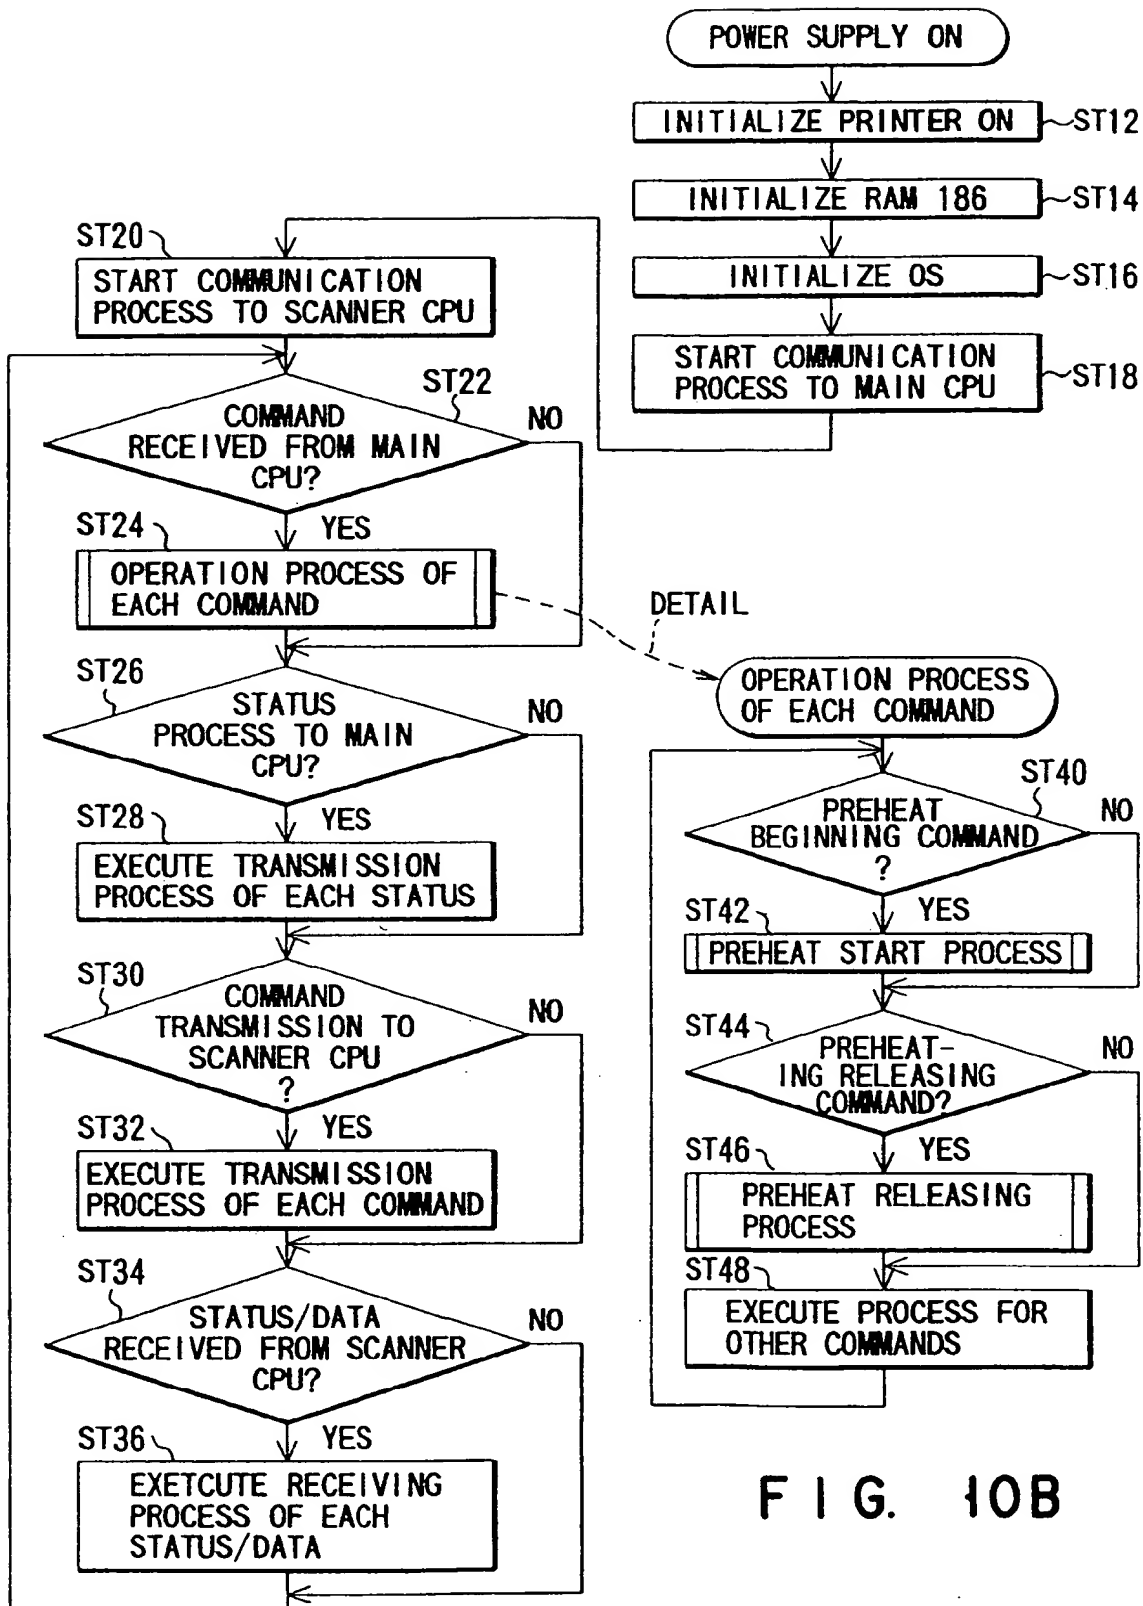 POWER SUPPLY ON
INITIALIZE PRINTER ON
ST12
INITIALIZE RAM 186
ST14
INITIALIZE OS
ST16
START COMMUNICATION
PROCESS TO MAIN CPU
ST18
ST20
START COMMUNICATION
PROCESS TO SCANNER CPU
ST22
COMMAND
RECEIVED FROM MAIN
CPU?
NO
YES
ST24
OPERATION PROCESS OF
EACH COMMAND
DETAIL
ST26
STATUS
PROCESS TO MAIN
CPU?
NO
YES
ST28
EXECUTE TRANSMISSION
PROCESS OF EACH STATUS
ST30
COMMAND
TRANSMISSION TO
SCANNER CPU
?
NO
YES
ST32
EXECUTE TRANSMISSION
PROCESS OF EACH COMMAND
ST34
STATUS/DATA
RECEIVED FROM SCANNER
CPU?
NO
YES
ST36
EXETCUTE RECEIVING
PROCESS OF EACH
STATUS/DATA
OPERATION PROCESS
OF EACH COMMAND
ST40
PREHEAT
BEGINNING COMMAND
?
NO
YES
ST42
PREHEAT START PROCESS
ST44
PREHEAT-
ING RELEASING
COMMAND?
NO
YES
ST46
PREHEAT RELEASING
PROCESS
ST48
EXECUTE PROCESS FOR
OTHER COMMANDS
FIG. 10B